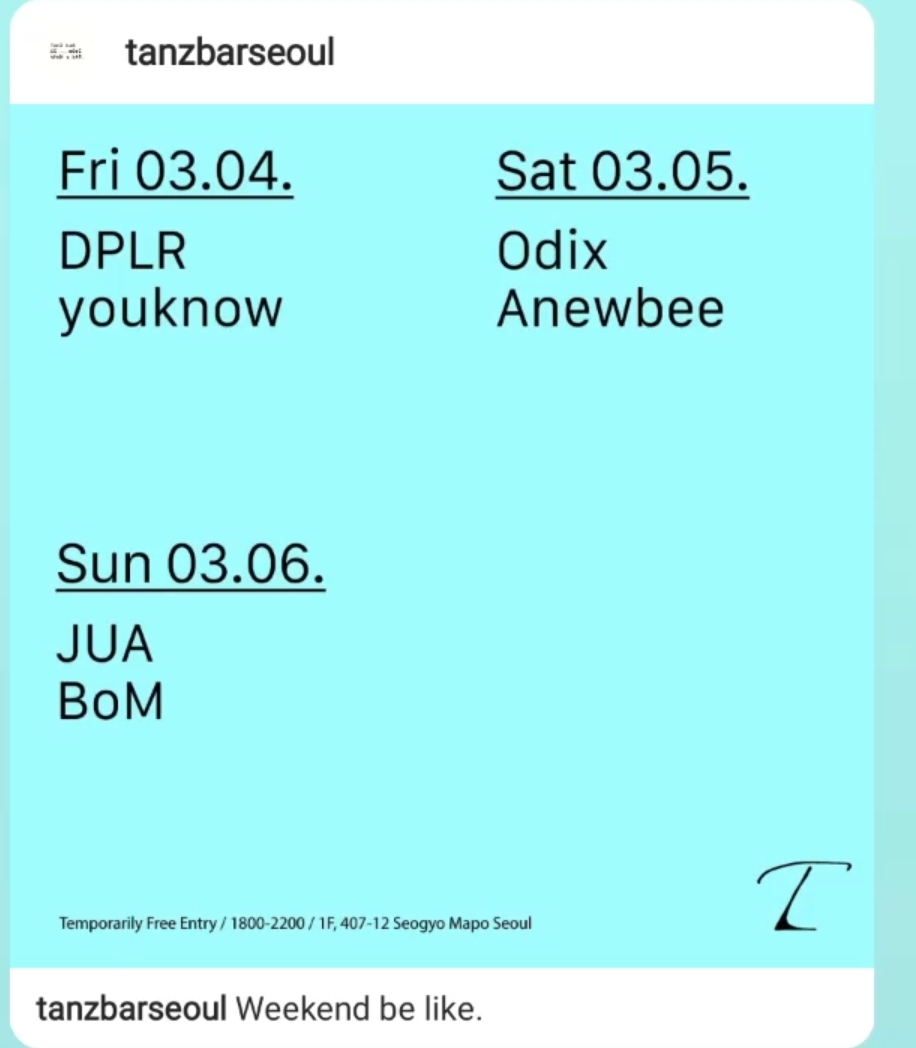 tanzbarseoul
Fri 03.04.
DPLR
youknow
Sat 03.05.
Odix
Anewbee
Sun 03.06.
JUA
BoM
T
Temporarily Free Entry / 1800-2200 / 1F, 407-12 Seogyo Mapo Seoul
tanzbarseoul Weekend be like.